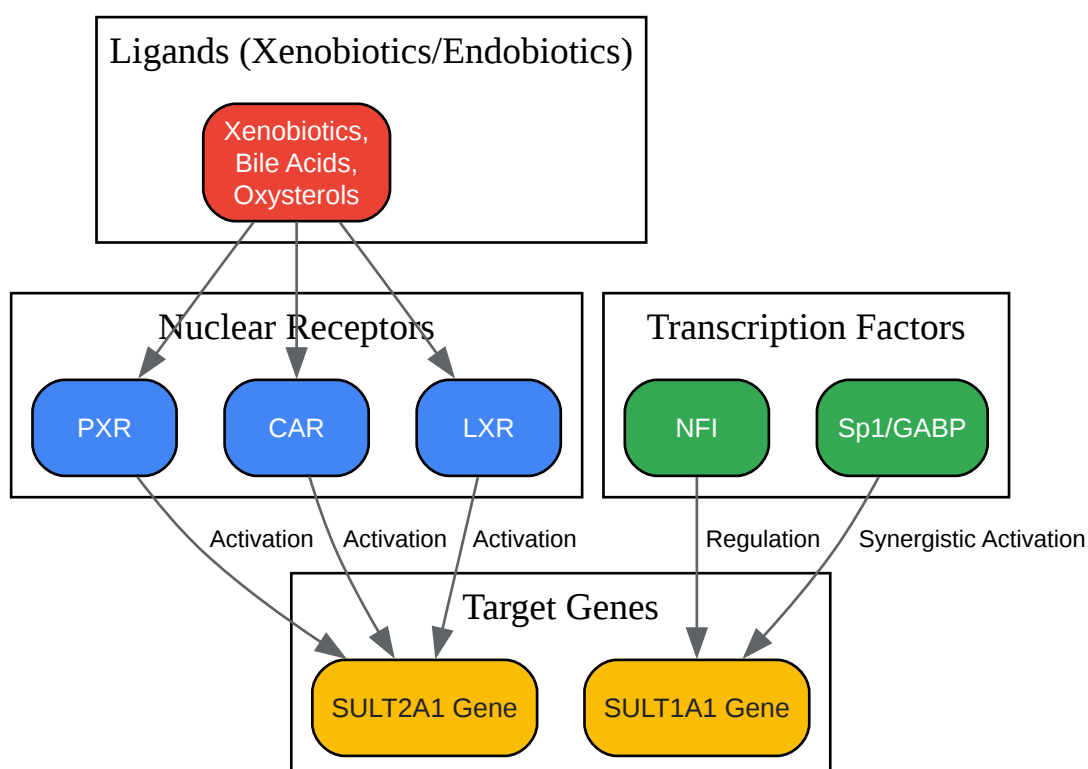 Ligands (Xenobiotics/Endobiotics)
Xenobiotics,
Bile Acids,
Oxysterols
Nuclear Receptors
Transcription Factors
PXR
CAR
LXR
NFI
Sp1/GABP
Activation
Activation
Activation
Regulation
Synergistic Activation
Target Genes
SULT2A1 Gene
SULT1A1 Gene